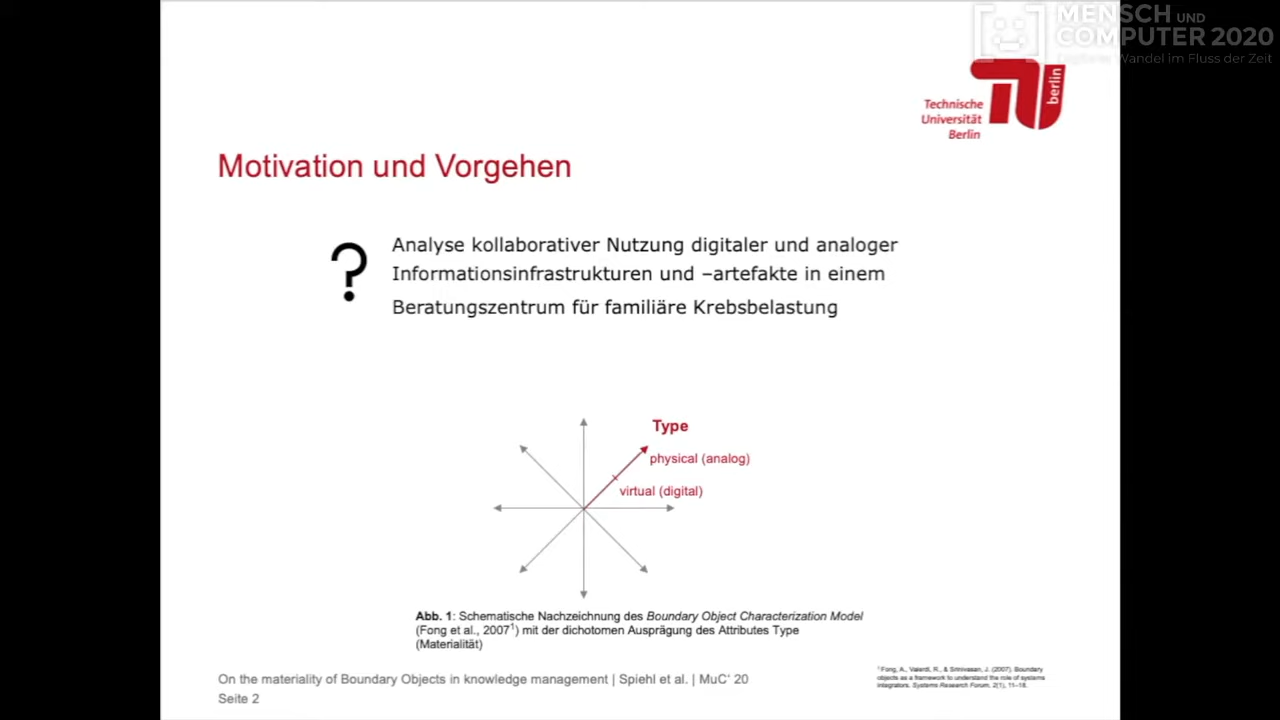 MENSCH UND
COMPUTER 2020
Digitaler Wandel im Fluss der Zeit
Technische
Universität
Berlin
berlin
Motivation und Vorgehen
?
Analyse kollaborativer Nutzung digitaler und analoger
Informationsinfrastrukturen und –artefakte in einem
Beratungszentrum für familiäre Krebsbelastung
Type
physical (analog)
virtual (digital)
Abb. 1: Schematische Nachzeichnung des Boundary Object Characterization Model
(Fong et al., 2007¹) mit der dichotomen Ausprägung des Attributes Type
(Materialität)
On the materiality of Boundary Objects in knowledge management | Spiehl et al. | MuC' 20
Seite 2
¹ Fong, A., Valerdi, R., & Srinivasan, J. (2007). Boundary
objects as a framework to understand the role of systems
integrators. Systems Research Forum, 2(1), 11–18.